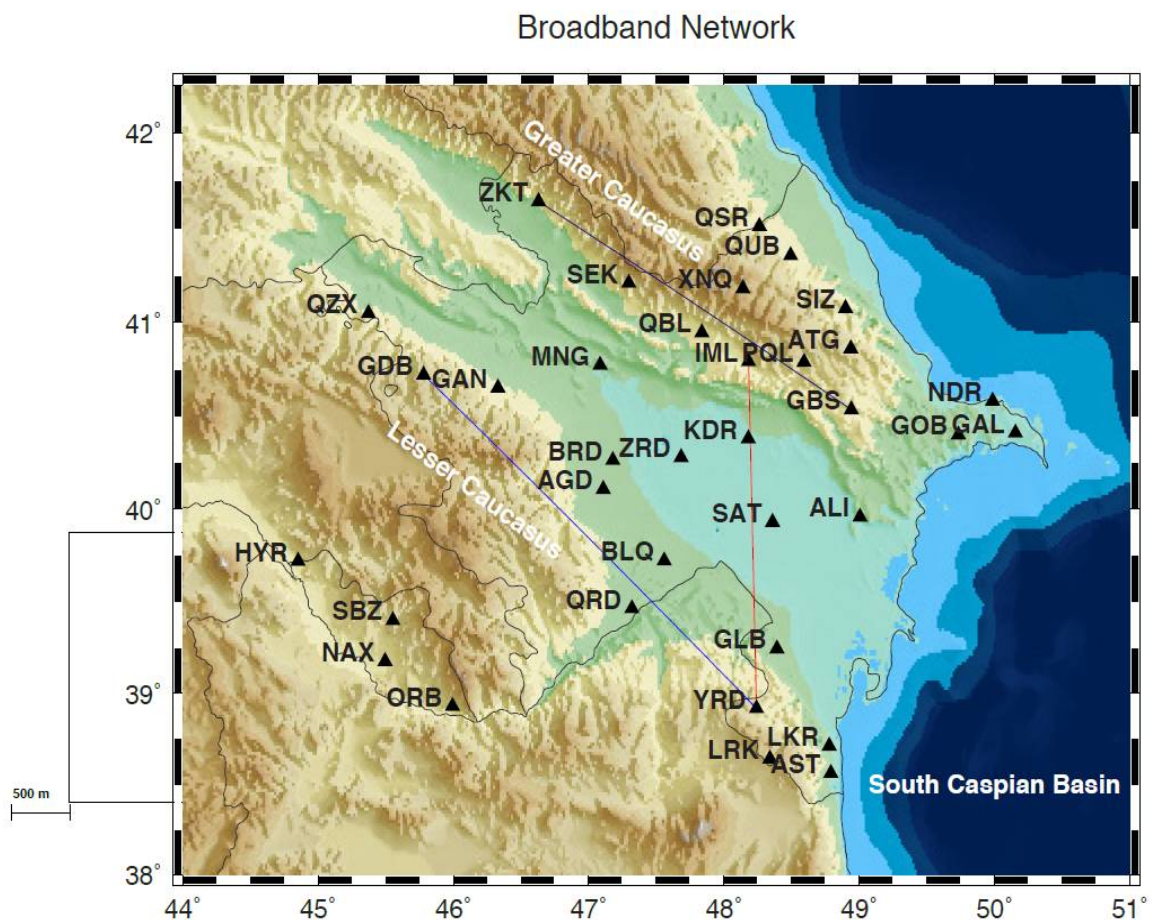 Broadband Network
42°
41°
40°
39°
38°
44° 45° 46° 47° 48° 49° 50° 51°
500 m
Greater Caucasus
Lesser Caucasus
South Caspian Basin
ZKT
QSR
QUB
SEK
XNQ
SIZ
QZX
QBL
ATG
IML
PQL
MNG
GDB
GAN
GBS
NDR
GOB
GAL
KDR
BRD
ZRD
AGD
SAT
ALI
HYR
BLQ
SBZ
QRD
GLB
NAX
ORB
YRD
LKR
LRK
AST